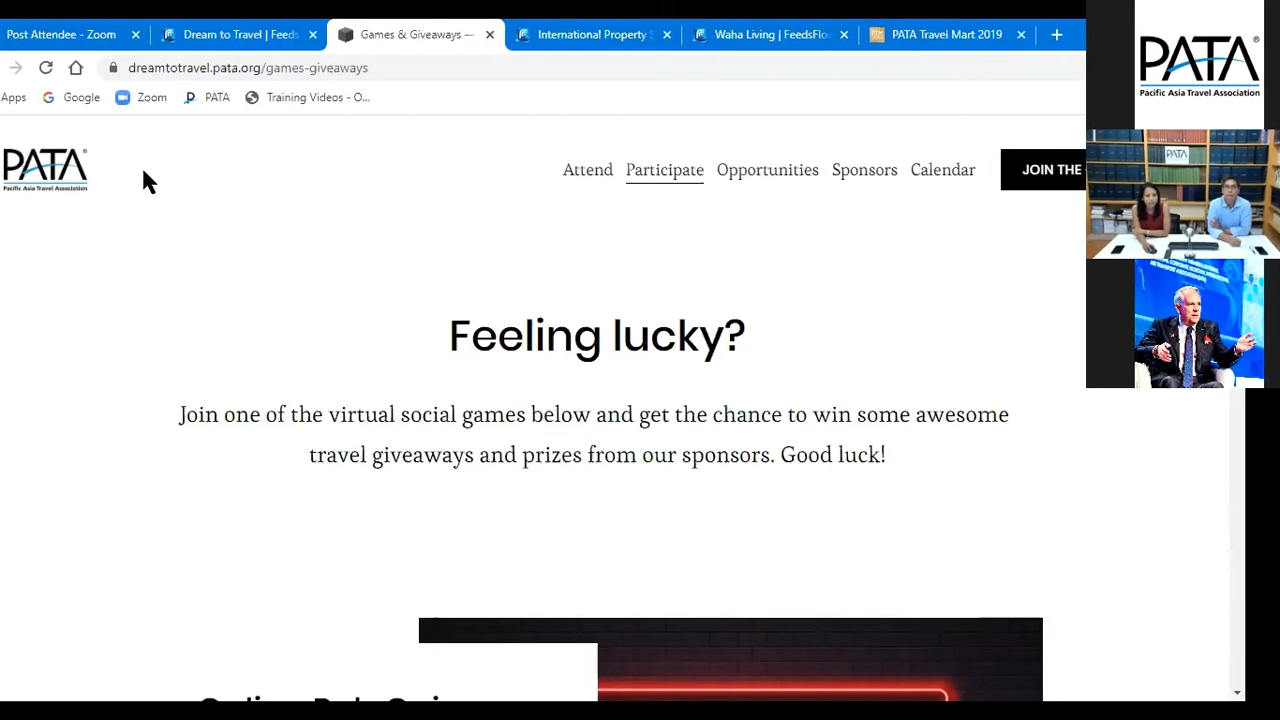 Post Attendee - Zoom
Dream to Travel | Feeds
Games & Giveaways —
International Property S
Waha Living | FeedsFloo
PATA Travel Mart 2019
dreamtotravel.pata.org/games-giveaways
Apps
Google
Zoom
PATA
Training Videos - O...
PATA
Pacific Asia Travel Association
Attend
Participate
Opportunities
Sponsors
Calendar
JOIN THE
Feeling lucky?
Join one of the virtual social games below and get the chance to win some awesome
travel giveaways and prizes from our sponsors. Good luck!
PATA®
Pacific Asia Travel Association
PATA